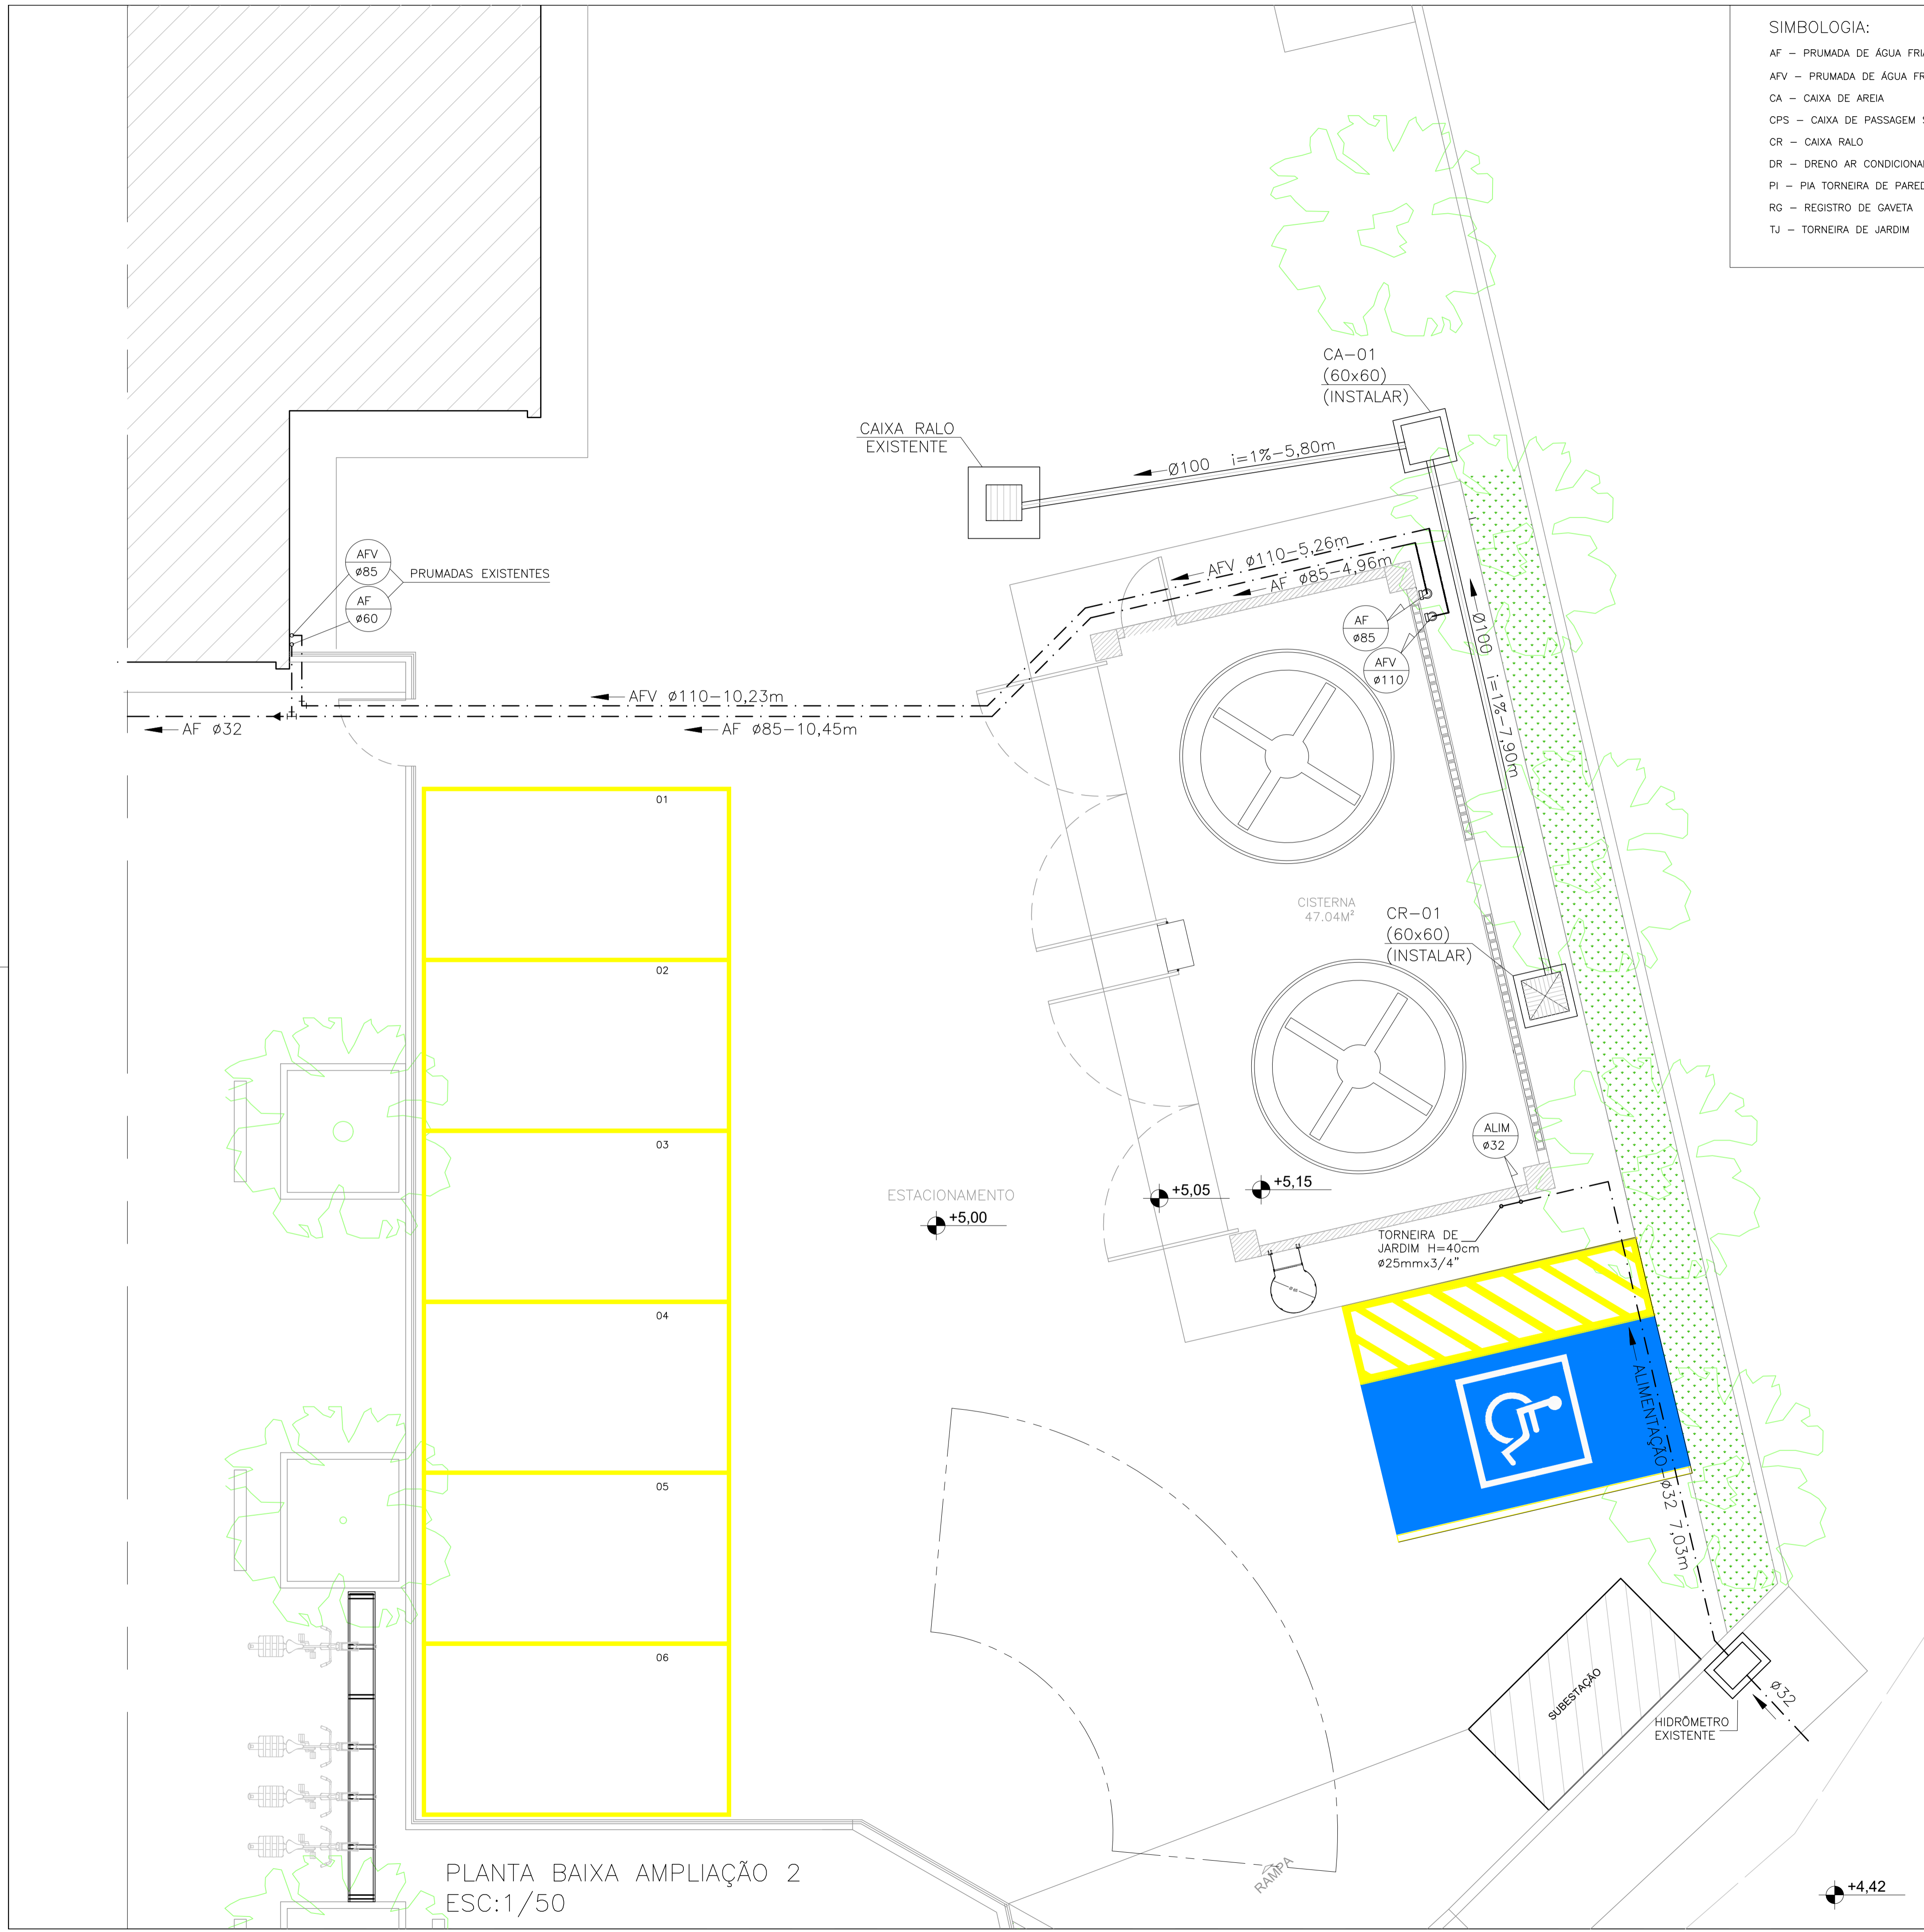 SIMBOLOGIA:
AF – PRUMADA DE ÁGUA FRIA
AFV – PRUMADA DE ÁGUA FR
CA – CAIXA DE AREIA
CPS – CAIXA DE PASSAGEM
CR – CAIXA RALO
DR – DRENO AR CONDICIONA
PI – PIA TORNEIRA DE PARED
RG – REGISTRO DE GAVETA
TJ – TORNEIRA DE JARDIM
CA–01
(60x60)
(INSTALAR)
CAIXA RALO
EXISTENTE
Ø100 i=1%–5,80m
AFV
ø85
PRUMADAS EXISTENTES
AF
ø60
AFV ø110–5,26m
AF ø85–4,96m
AF
ø85
AFV
ø110
Ø100 i=1%–7,90m
AFV ø110–10,23m
AF ø32
AF ø85–10,45m
01
02
03
04
05
06
CISTERNA
47.04M²
CR–01
(60x60)
(INSTALAR)
ALIM
ø32
ESTACIONAMENTO
+5,00
+5,05
+5,15
TORNEIRA DE
JARDIM H=40cm
ø25mmx3/4"
ALIMENTAÇÃO–ø32 7,03m
SUBESTAÇÃO
ø32
HIDRÔMETRO
EXISTENTE
RAMPA
+4,42
PLANTA BAIXA AMPLIAÇÃO 2
ESC:1/50